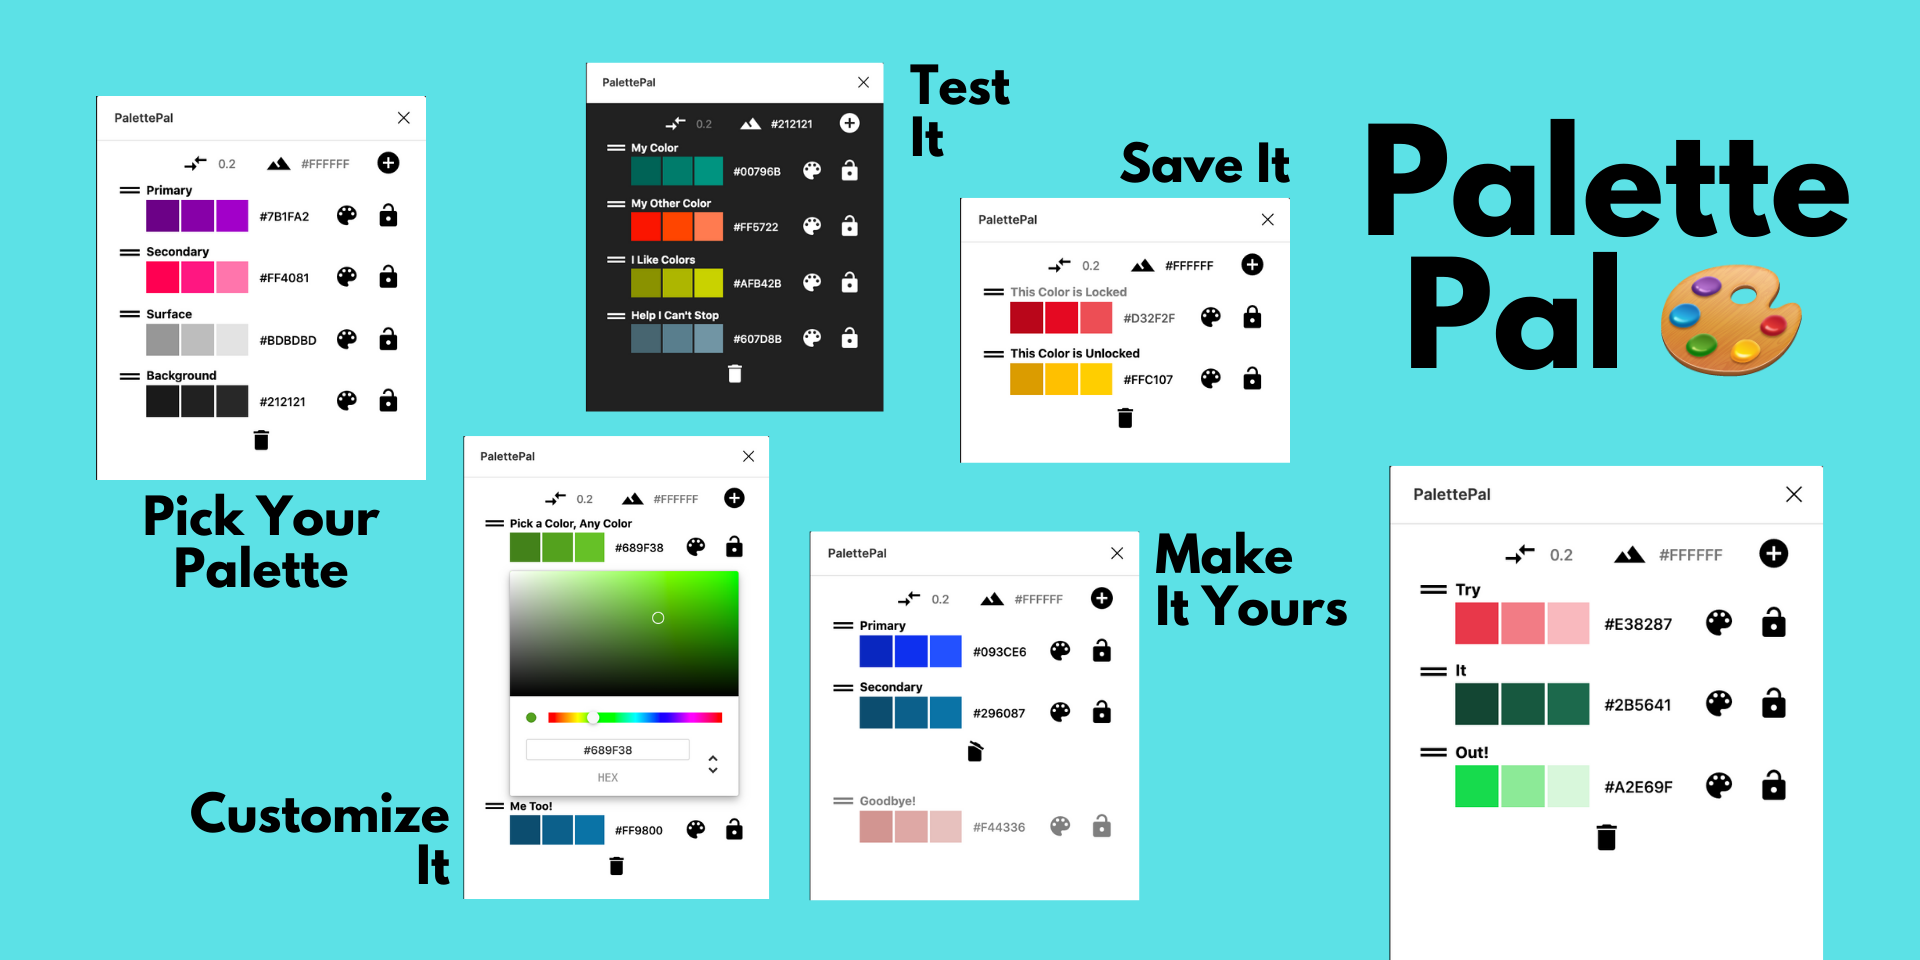 PalettePal
0.2 #FFFFFF
Primary
#7B1FA2
Secondary
#FF4081
Surface
#BDBDBD
Background
#212121
Pick Your
Palette
PalettePal
0.2 #212121
My Color
#00796B
My Other Color
#FF5722
I Like Colors
#AFB42B
Help I Can't Stop
#607D8B
Test
It
Save It
PalettePal
0.2 #FFFFFF
This Color is Locked
#D32F2F
This Color is Unlocked
#FFC107
Palette
Pal
PalettePal
0.2 #FFFFFF
Pick a Color, Any Color
#689F38
#689F38
HEX
Me Too!
#FF9800
Customize
It
PalettePal
0.2 #FFFFFF
Primary
#093CE6
Secondary
#296087
Goodbye!
#F44336
Make
It Yours
PalettePal
0.2 #FFFFFF
Try
#E38287
It
#2B5641
Out!
#A2E69F